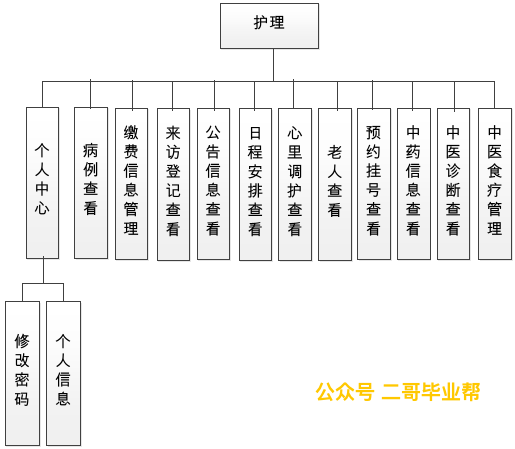 护理
个人中心
病例查看
缴费信息管理
来访登记查看
公告信息查看
日程安排查看
心里调护查看
老人查看
预约挂号查看
中药信息查看
中医诊断查看
中医食疗管理
修改密码
个人信息
公众号 二哥毕业帮